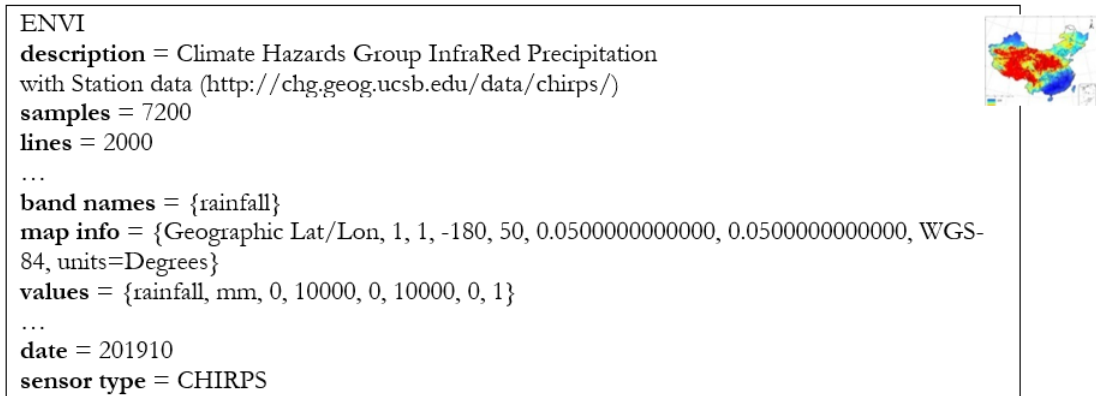 ENVI
description = Climate Hazards Group InfraRed Precipitation
with Station data (http://chg.geog.ucsb.edu/data/chirps/)
samples = 7200
lines = 2000
…
band names = {rainfall}
map info = {Geographic Lat/Lon, 1, 1, -180, 50, 0.0500000000000, 0.0500000000000, WGS-
84, units=Degrees}
values = {rainfall, mm, 0, 10000, 0, 10000, 0, 1}
…
date = 201910
sensor type = CHIRPS